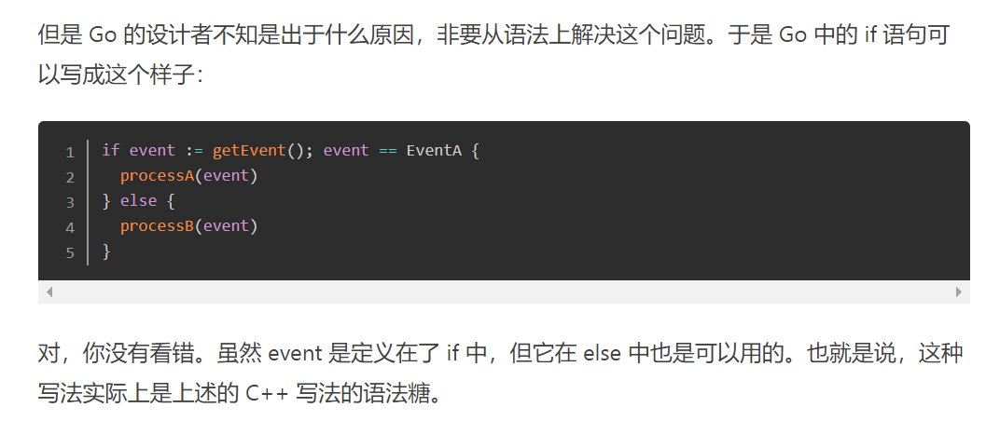 但是 Go 的设计者不知是出于什么原因，非要从语法上解决这个问题。于是 Go 中的 if 语句可
以写成这个样子：
1 if event := getEvent(); event == EventA {
2   processA(event)
3 } else {
4   processB(event)
5 }
对，你没有看错。虽然 event 是定义在了 if 中，但它在 else 中也是可以用的。也就是说，这种
写法实际上是上述的 C++ 写法的语法糖。